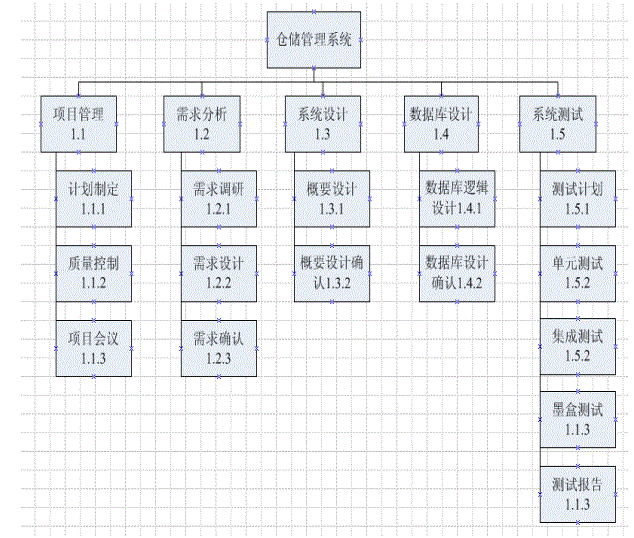 仓储管理系统
项目管理
1.1
需求分析
1.2
系统设计
1.3
数据库设计
1.4
系统测试
1.5
计划制定
1.1.1
需求调研
1.2.1
概要设计
1.3.1
数据库逻辑
设计1.4.1
测试计划
1.5.1
质量控制
1.1.2
需求设计
1.2.2
概要设计确
认1.3.2
数据库设计
确认1.4.2
单元测试
1.5.2
项目会议
1.1.3
需求确认
1.2.3
集成测试
1.5.2
墨盒测试
1.1.3
测试报告
1.1.3